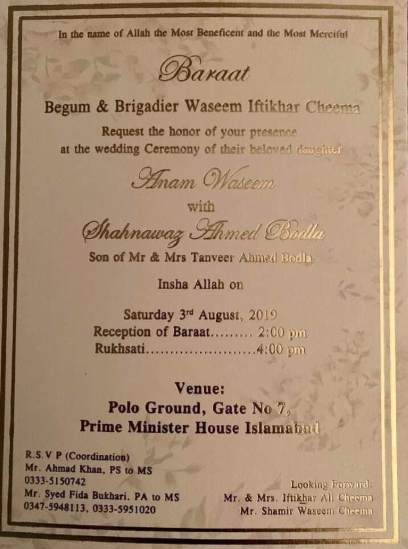 In the name of Allah the Most Beneficent and the Most Merciful
Baraat
Begum & Brigadier Waseem Iftikhar Cheema
Request the honor of your presence
at the wedding Ceremony of their beloved daughter
Anam Waseem
with
Shahnawaz Ahmed Bodla
Son of Mr & Mrs Tanveer Ahmed Bodla
Insha Allah on
Saturday 3rd August, 2019
Reception of Baraat......... 2:00 pm
Rukhsati.......................4:00 pm
Venue:
Polo Ground, Gate No 7,
Prime Minister House Islamabad
R.S.V P (Coordination)
Mr. Ahmad Khan, PS to MS
0333-5150742
Mr. Syed Fida Bukhari, PA to MS
0347-5948113, 0333-5951020
Looking Forward
Mr. & Mrs. Iftikhar Ali Cheema
Mr. Shamir Waseem Cheema